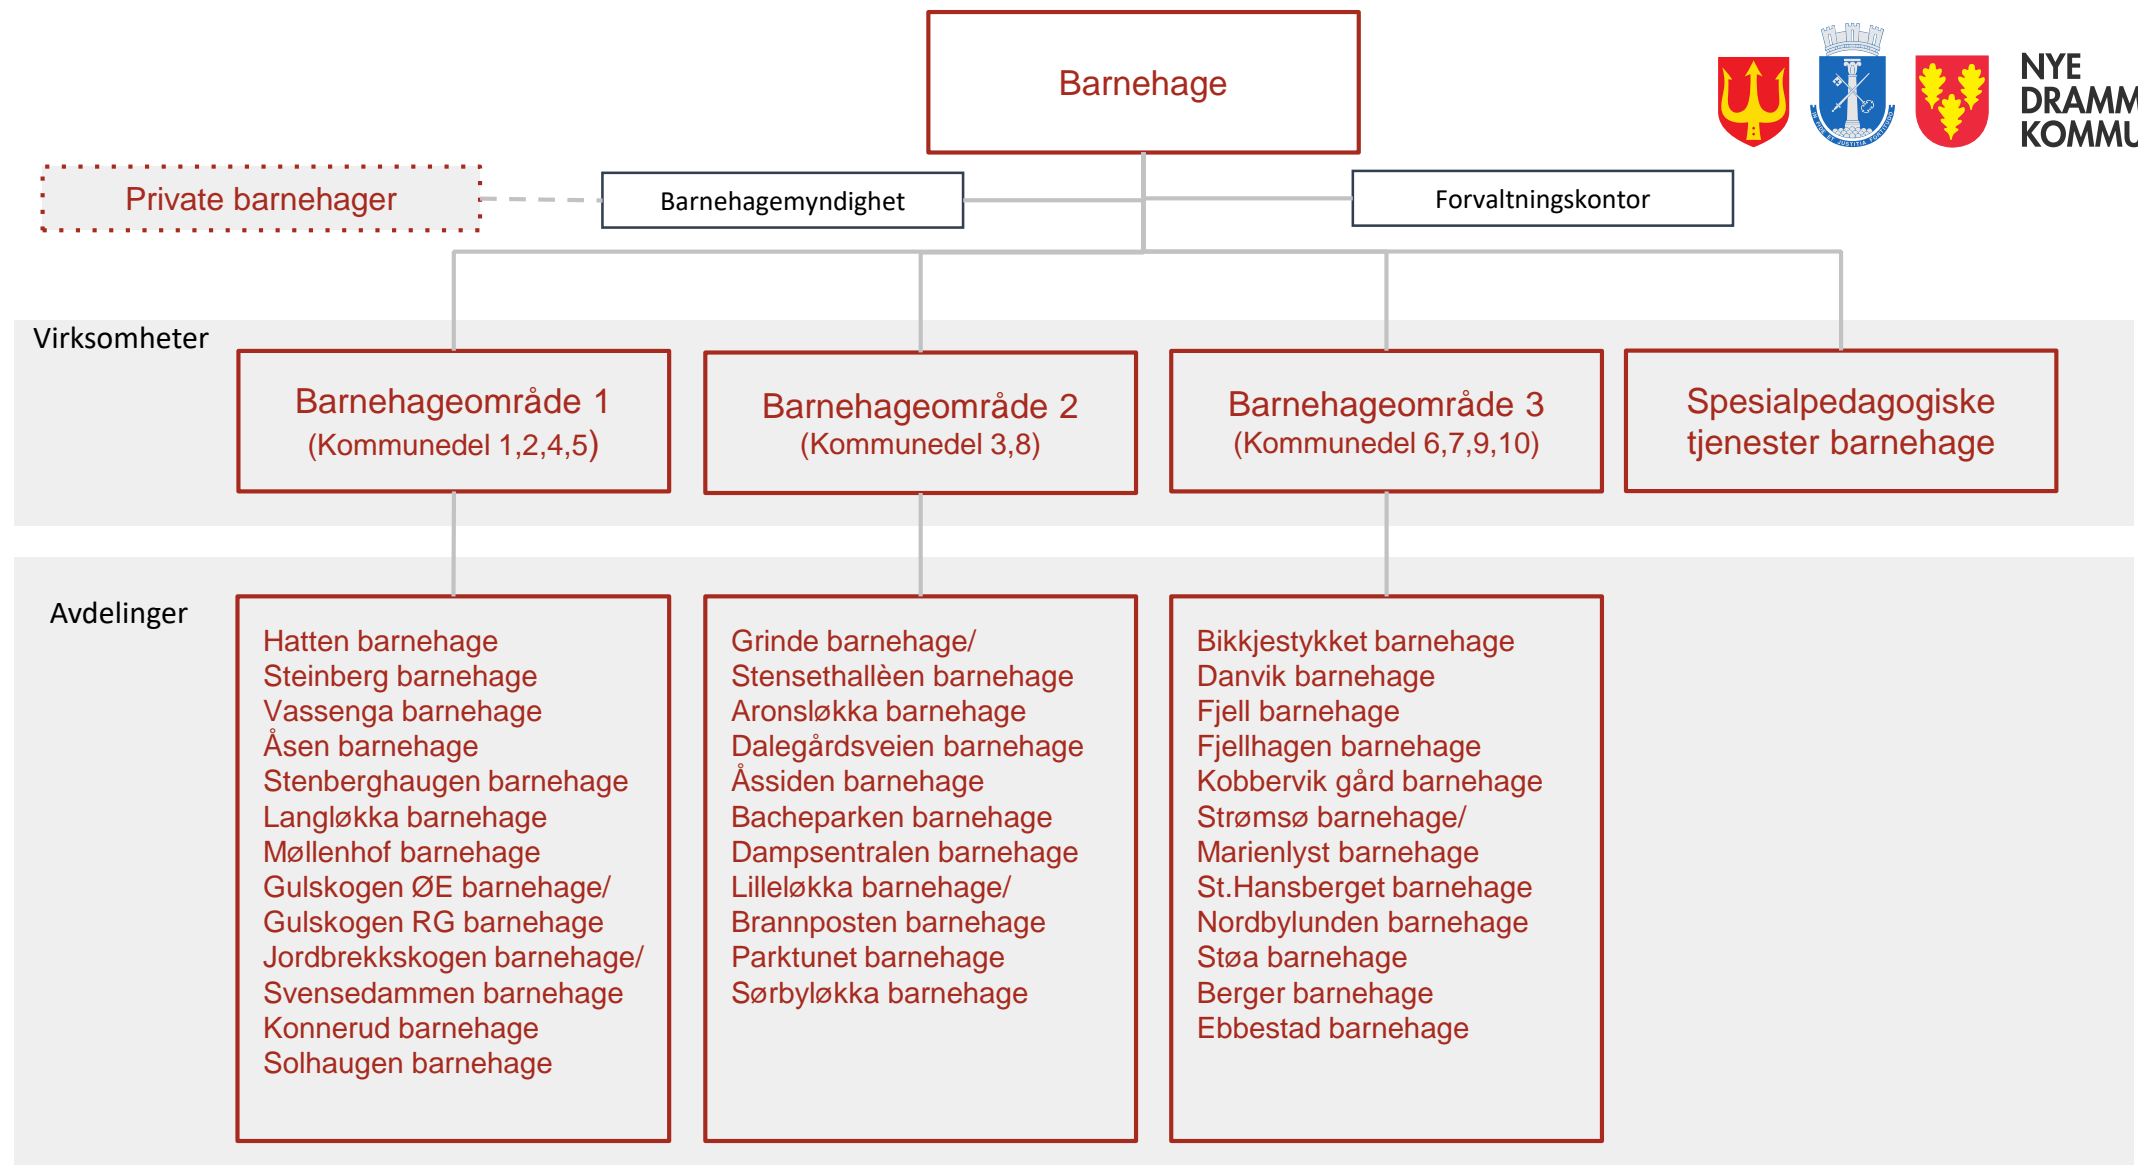 Barnehage
NYE
DRAMM
KOMMU
Private barnehager
Barnehagemyndighet
Forvaltningskontor
Virksomheter
Barnehageområde 1
(Kommunedel 1,2,4,5)
Barnehageområde 2
(Kommunedel 3,8)
Barnehageområde 3
(Kommunedel 6,7,9,10)
Spesialpedagogiske
tjenester barnehage
Avdelinger
Hatten barnehage
Steinberg barnehage
Vassenga barnehage
Åsen barnehage
Stenberghaugen barnehage
Langløkka barnehage
Møllenhof barnehage
Gulskogen ØE barnehage/
Gulskogen RG barnehage
Jordbrekkskogen barnehage/
Svensedammen barnehage
Konnerud barnehage
Solhaugen barnehage
Grinde barnehage/
Stensethallèen barnehage
Aronsløkka barnehage
Dalegårdsveien barnehage
Åssiden barnehage
Bacheparken barnehage
Dampsentralen barnehage
Lilleløkka barnehage/
Brannposten barnehage
Parktunet barnehage
Sørbyløkka barnehage
Bikkjestykket barnehage
Danvik barnehage
Fjell barnehage
Fjellhagen barnehage
Kobbervik gård barnehage
Strømsø barnehage/
Marienlyst barnehage
St.Hansberget barnehage
Nordbylunden barnehage
Støa barnehage
Berger barnehage
Ebbestad barnehage